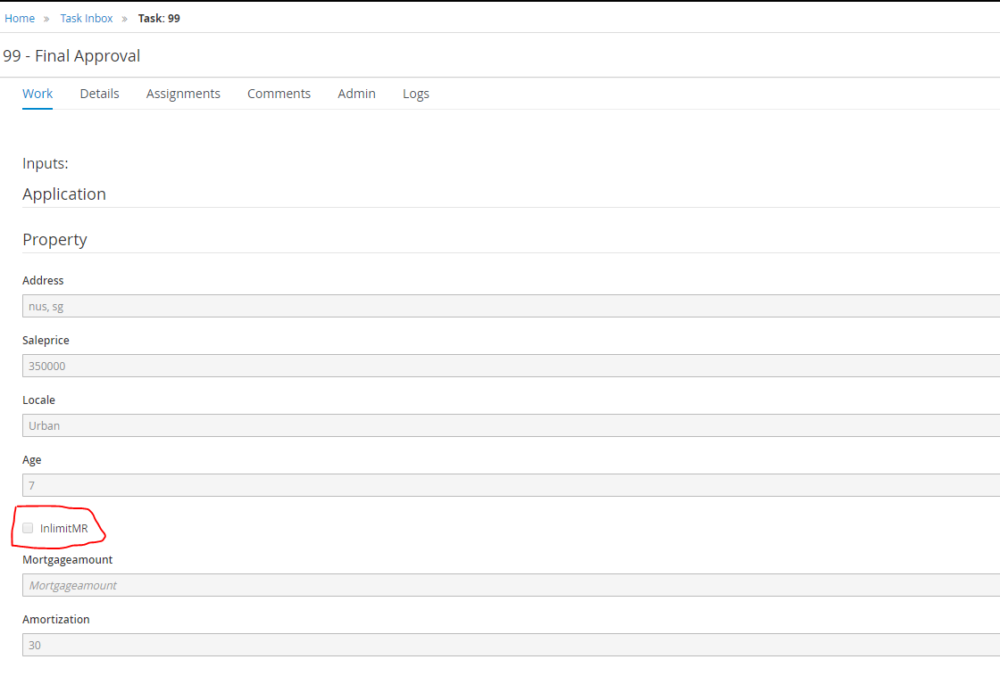 Home » Task Inbox » Task: 99
99 - Final Approval
Work Details Assignments Comments Admin Logs
Inputs:
Application
Property
Address
nus, sg
Saleprice
350000
Locale
Urban
Age
7
InlimitMR
Mortgageamount
Mortgageamount
Amortization
30